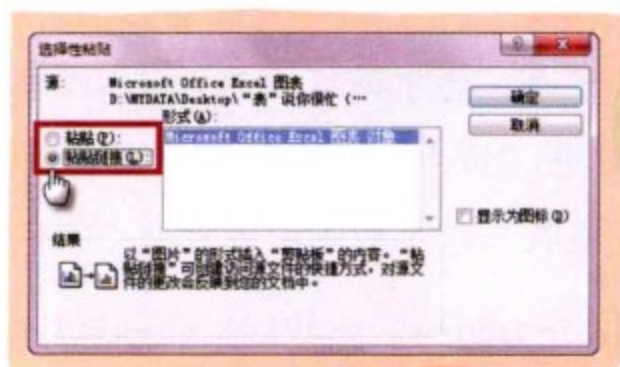 选择性粘贴
源: Microsoft Office Excel 图表
D:\MYDATA\Desktop\“表”说你很忙 (…
形式(A):
粘贴(P):
粘贴链接(L):
Microsoft Office Excel 图表 对象
确定
取消
显示为图标(D)
结果
以“图片”的形式插入“剪贴板”的内容。“粘
贴链接”可创建访问源文件的快捷方式，对源文
件的更改会反映到您的文档中。